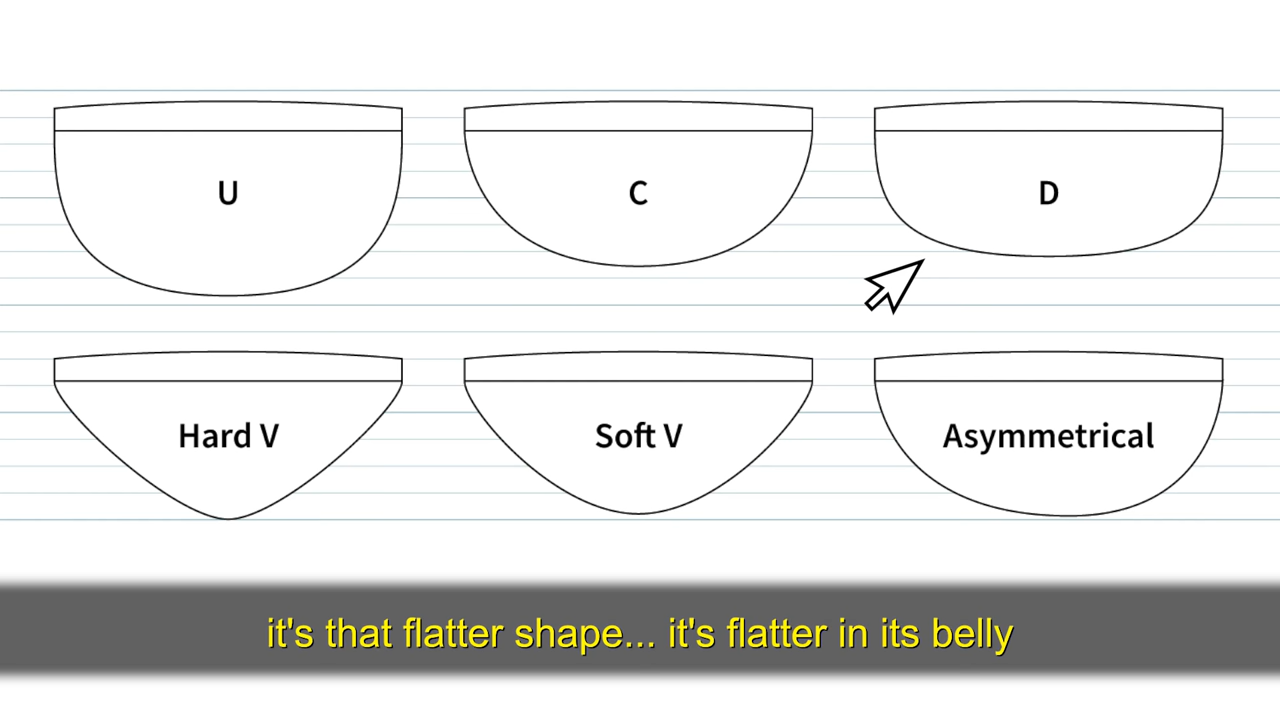 U
C
D
Hard V
Soft V
Asymmetrical
it's that flatter shape... it's flatter in its belly